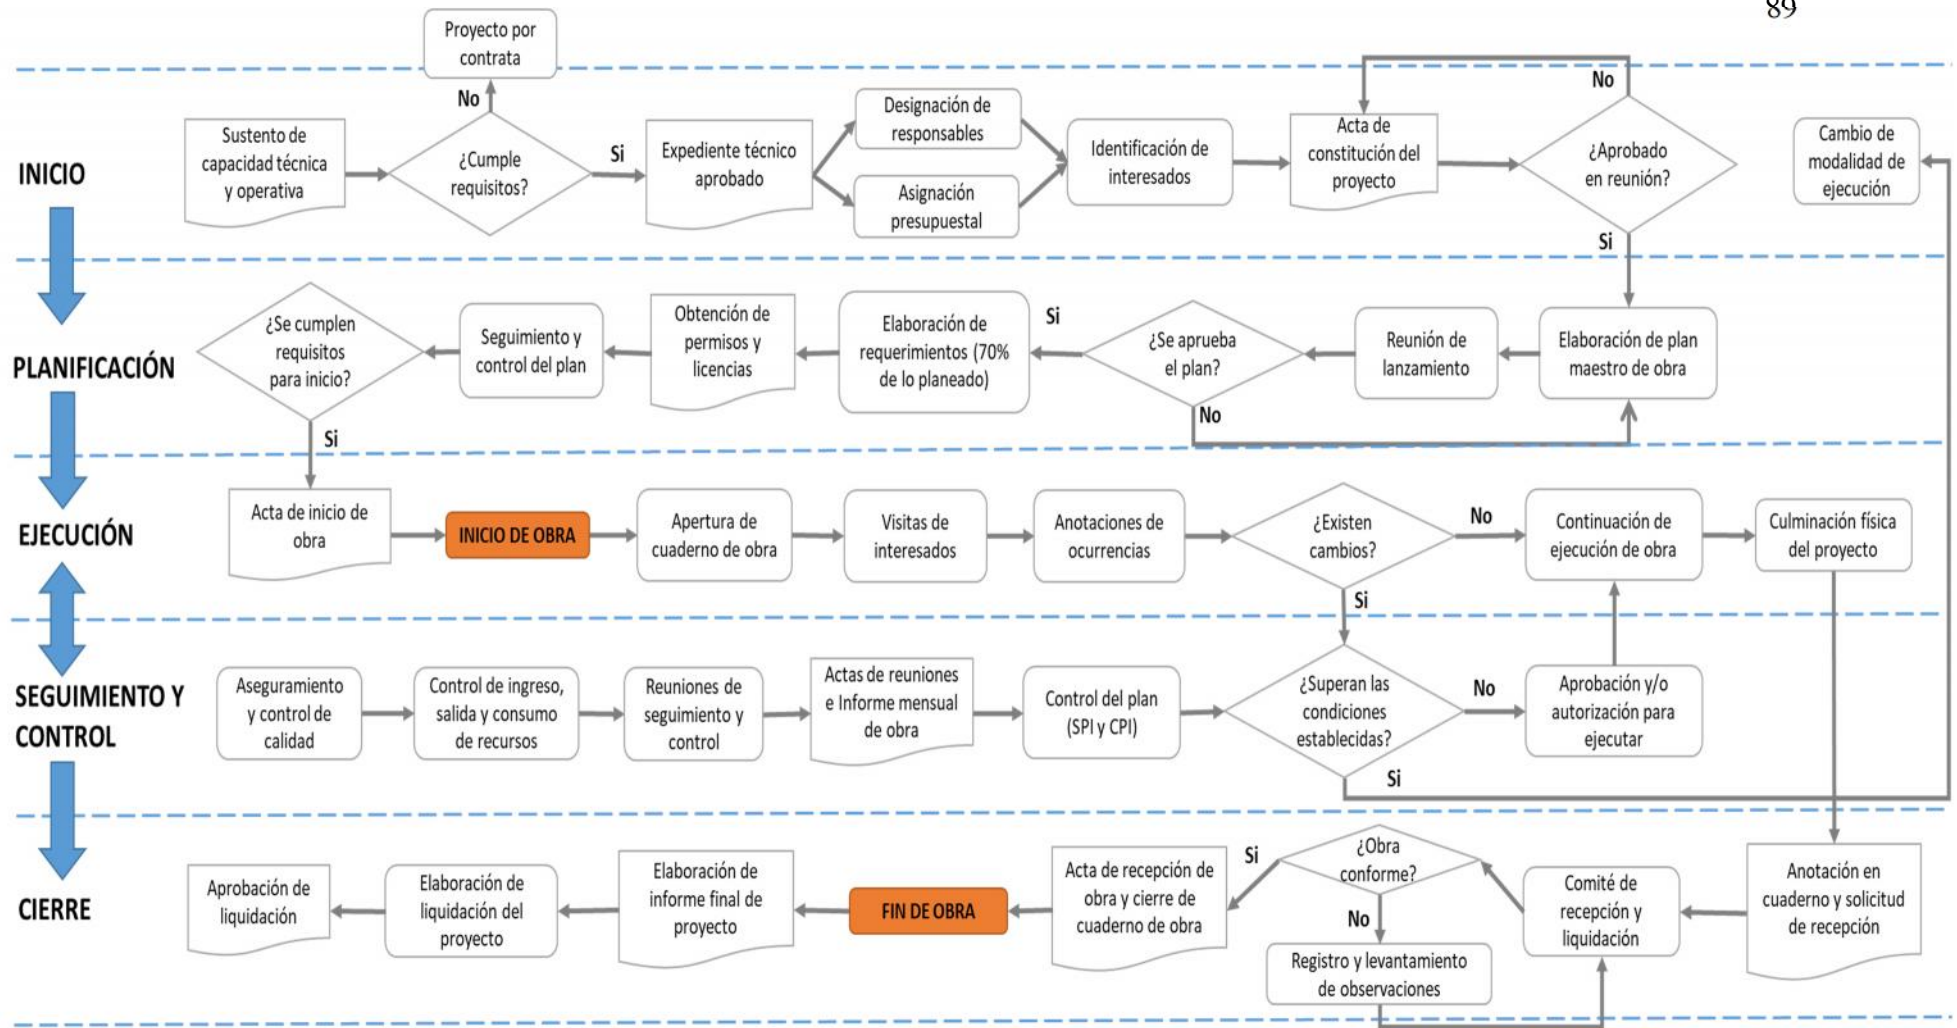 89
Proyecto por
contrata
No
No
INICIO
Sustento de
capacidad técnica
y operativa
¿Cumple
requisitos?
Si
Expediente técnico
aprobado
Designación de
responsables
Asignación
presupuestal
Identificación de
interesados
Acta de
constitución del
proyecto
¿Aprobado
en reunión?
Si
Cambio de
modalidad de
ejecución
PLANIFICACIÓN
¿Se cumplen
requisitos
para inicio?
Si
Seguimiento y
control del plan
Obtención de
permisos y
licencias
Elaboración de
requerimientos (70%
de lo planeado)
Si
¿Se aprueba
el plan?
No
Reunión de
lanzamiento
Elaboración de plan
maestro de obra
EJECUCIÓN
Acta de inicio de
obra
INICIO DE OBRA
Apertura de
cuaderno de obra
Visitas de
interesados
Anotaciones de
ocurrencias
¿Existen
cambios?
No
Si
Continuación de
ejecución de obra
Culminación física
del proyecto
SEGUIMIENTO Y
CONTROL
Aseguramiento
y control de
calidad
Control de ingreso,
salida y consumo
de recursos
Reuniones de
seguimiento y
control
Actas de reuniones
e Informe mensual
de obra
Control del plan
(SPI y CPI)
¿Superan las
condiciones
establecidas?
No
Si
Aprobación y/o
autorización para
ejecutar
CIERRE
Aprobación de
liquidación
Elaboración de
liquidación del
proyecto
Elaboración de
informe final de
proyecto
FIN DE OBRA
Acta de recepción de
obra y cierre de
cuaderno de obra
Si
¿Obra
conforme?
No
Registro y levantamiento
de observaciones
Comité de
recepción y
liquidación
Anotación en
cuaderno y solicitud
de recepción